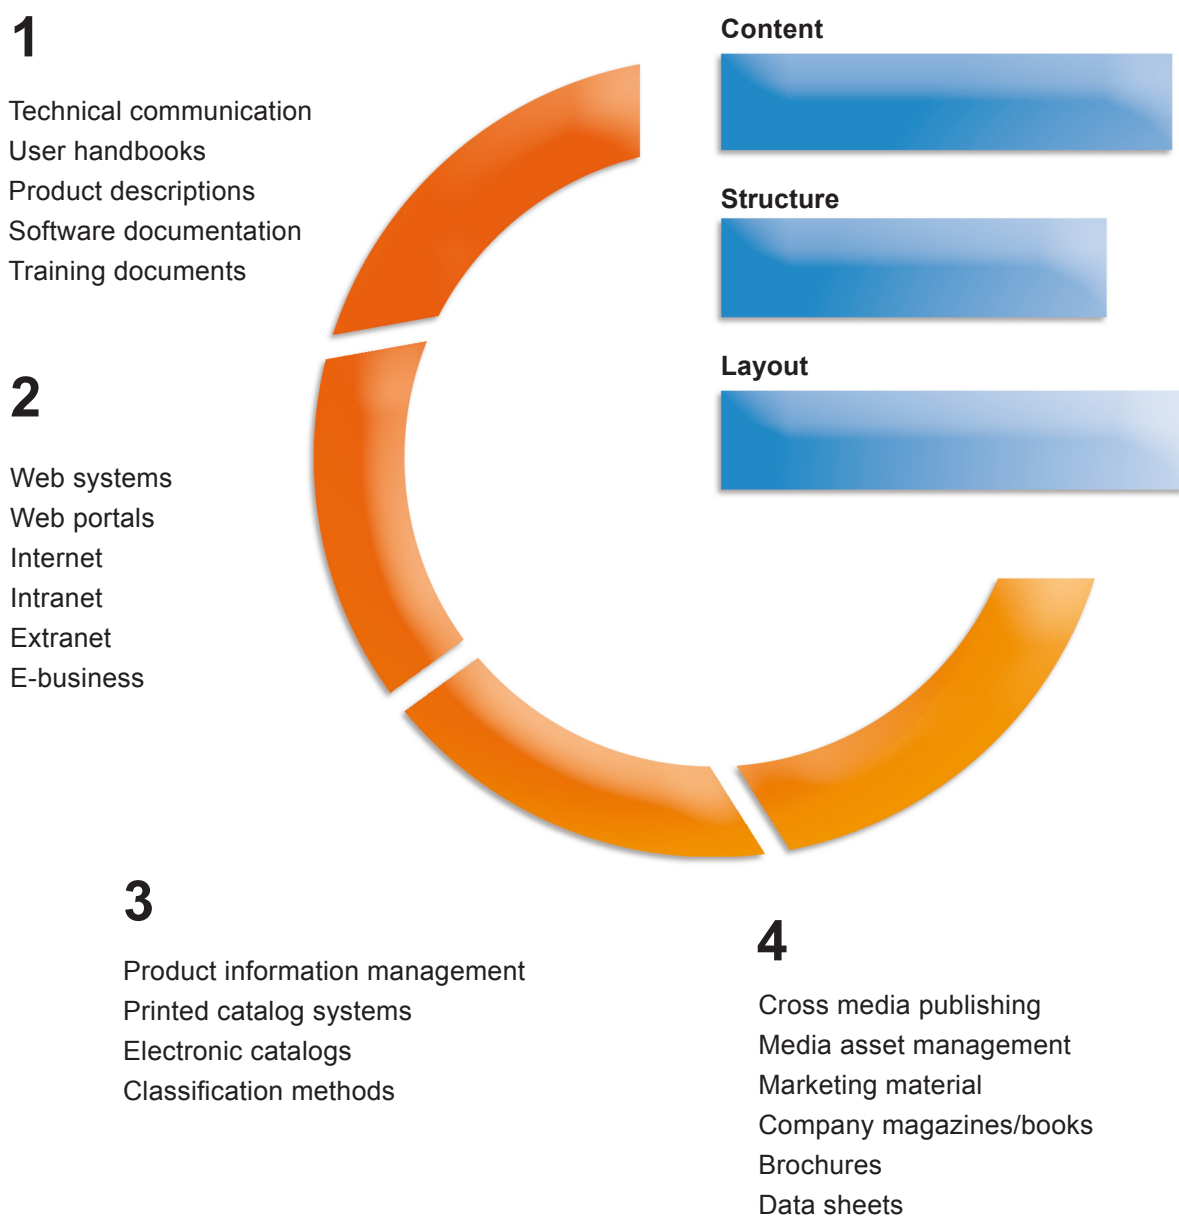 1
Technical communication
User handbooks
Product descriptions
Software documentation
Training documents
Content
Structure
Layout
2
Web systems
Web portals
Internet
Intranet
Extranet
E-business
3
Product information management
Printed catalog systems
Electronic catalogs
Classification methods
4
Cross media publishing
Media asset management
Marketing material
Company magazines/books
Brochures
Data sheets